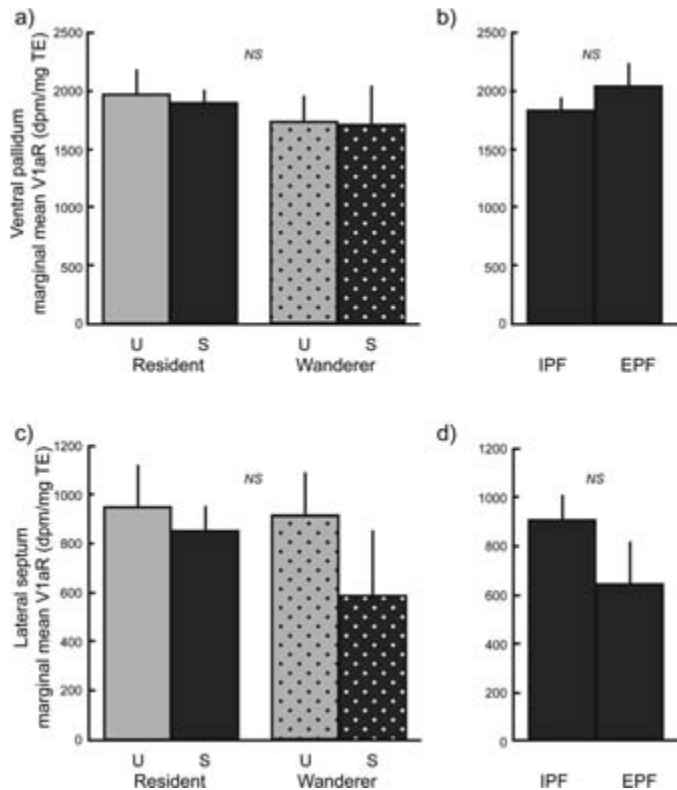 a)
Ventral pallidum
marginal mean V1aR (dpm/mg TE)
2500
2000
1500
1000
500
0
NS
U S U S
Resident Wanderer
b)
2500
2000
1500
1000
500
0
NS
IPF EPF
c)
Lateral septum
marginal mean V1aR (dpm/mg TE)
1200
1000
800
600
400
200
0
NS
U S U S
Resident Wanderer
d)
1200
1000
800
600
400
200
0
NS
IPF EPF